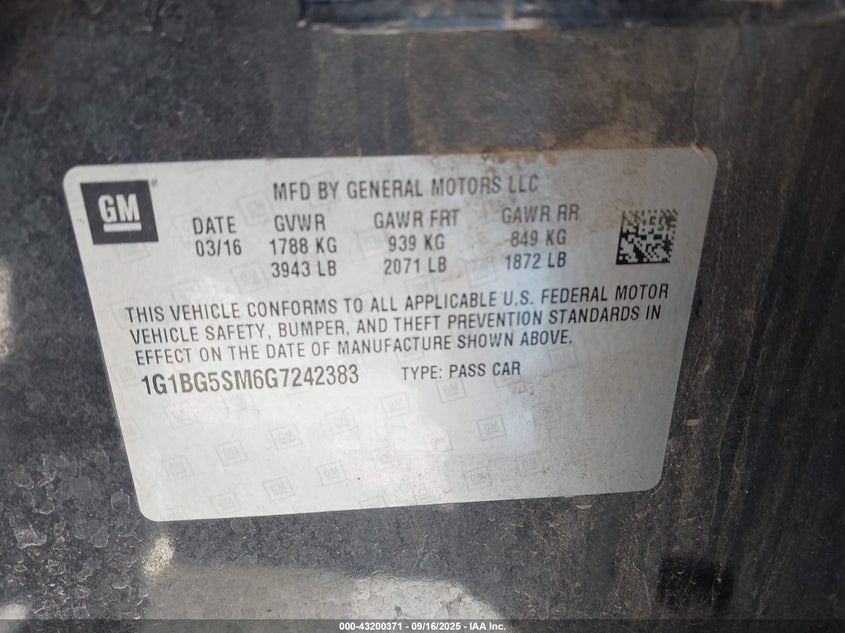 GM
®
MFD BY GENERAL MOTORS LLC
DATE GVWR GAWR FRT GAWR RR
03/16 1788 KG 939 KG 849 KG
3943 LB 2071 LB 1872 LB
THIS VEHICLE CONFORMS TO ALL APPLICABLE U.S. FEDERAL MOTOR
VEHICLE SAFETY, BUMPER, AND THEFT PREVENTION STANDARDS IN
EFFECT ON THE DATE OF MANUFACTURE SHOWN ABOVE.
1G1BG5SM6G7242383 TYPE: PASS CAR
000-43200371 - 09/16/2025 - IAA Inc.